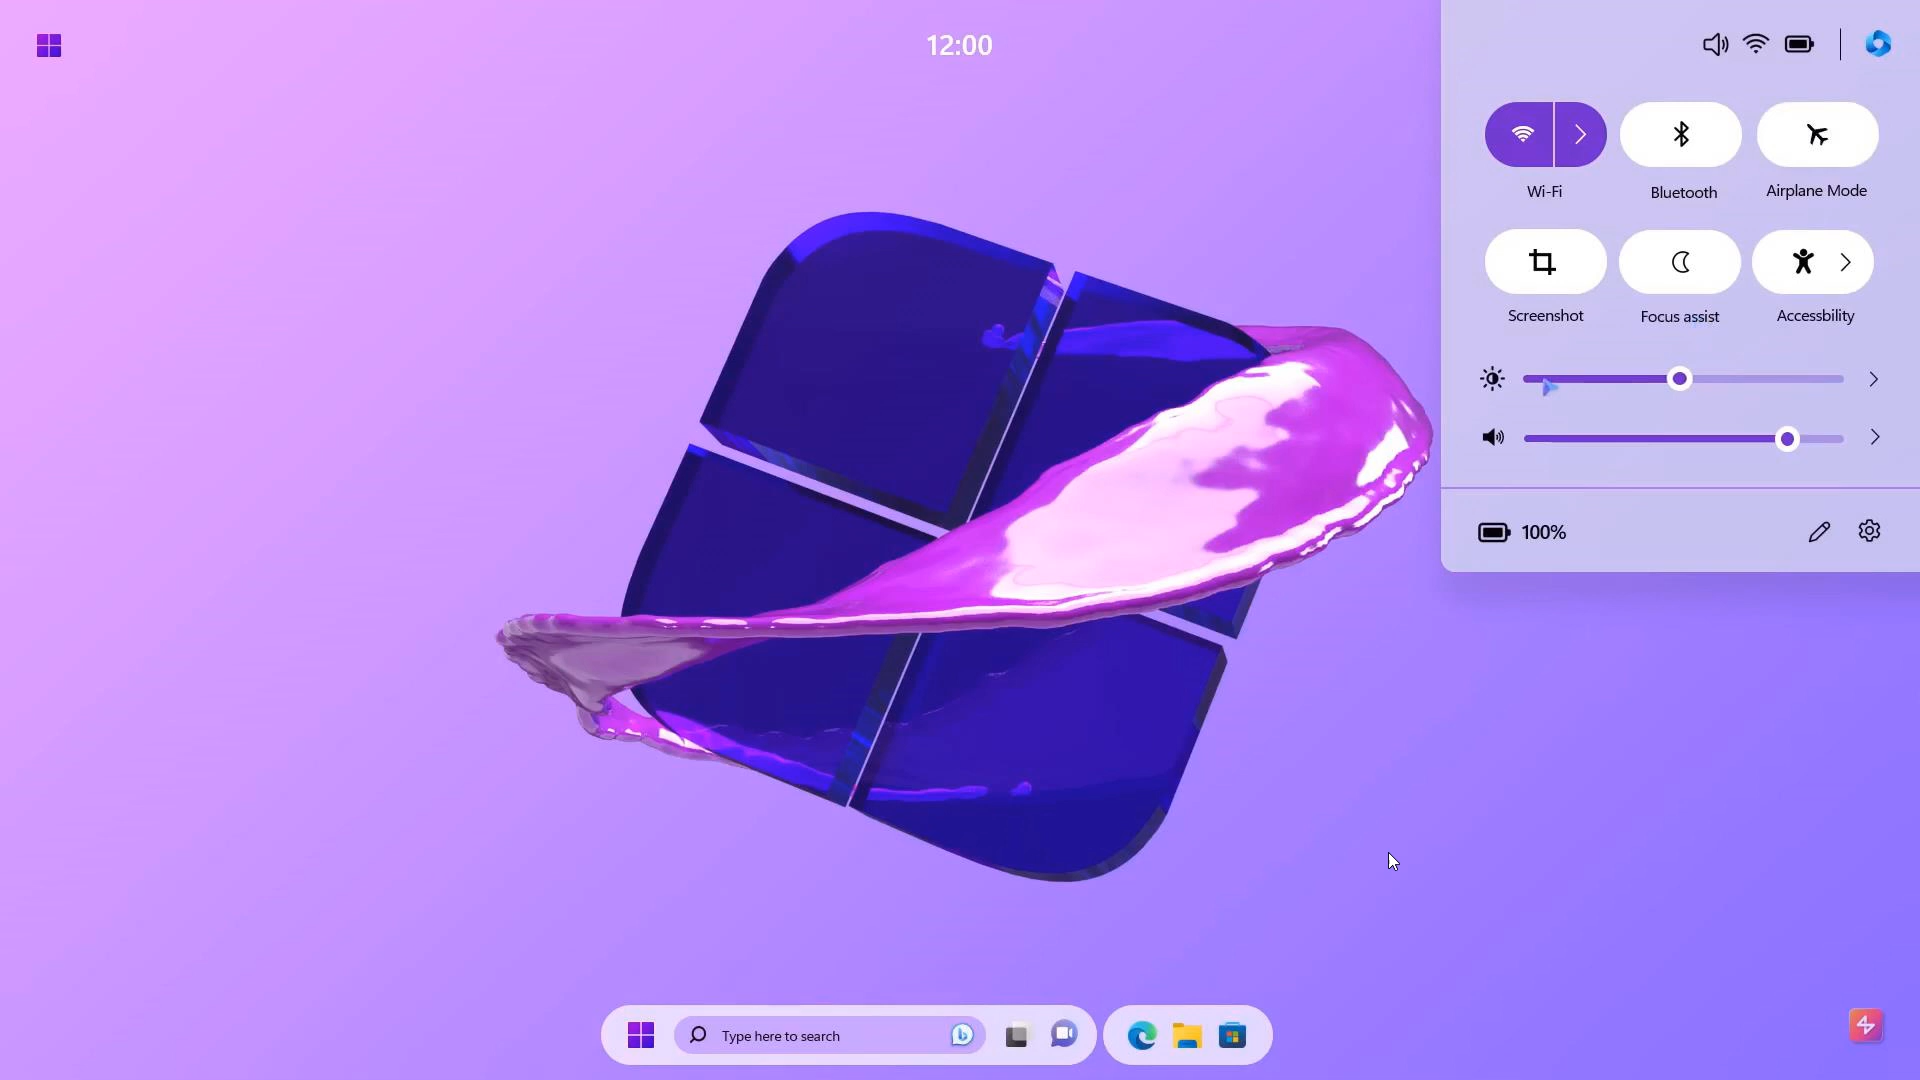 12:00
Wi-Fi
Bluetooth
Airplane Mode
Screenshot
Focus assist
Accessbility
100%
Type here to search